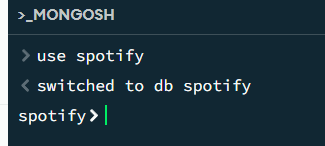 >_MONGOSH
> use spotify
< switched to db spotify
spotify>